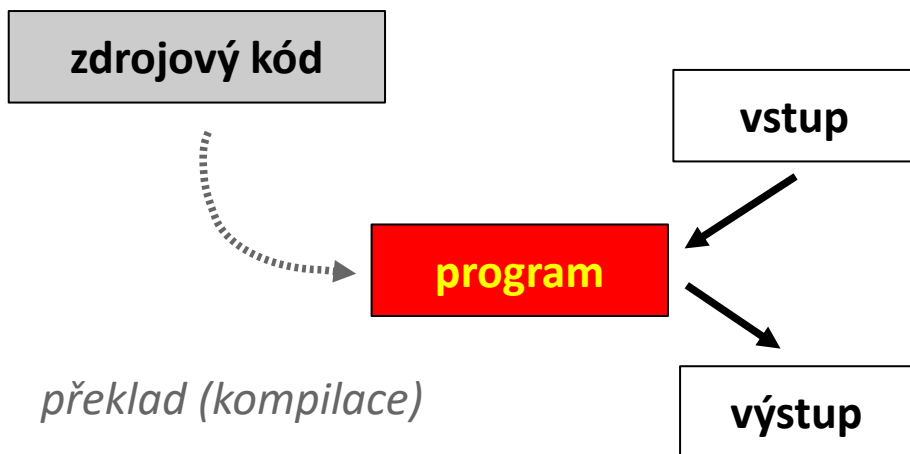 zdrojový kód
vstup
program
překlad (kompilace)
výstup